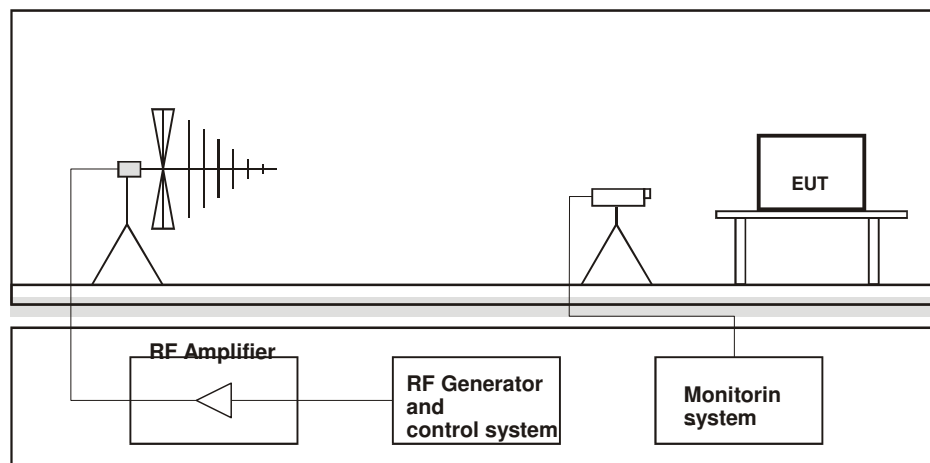 EUT
RF Amplifier
RF Generator
and
control system
Monitorin
system